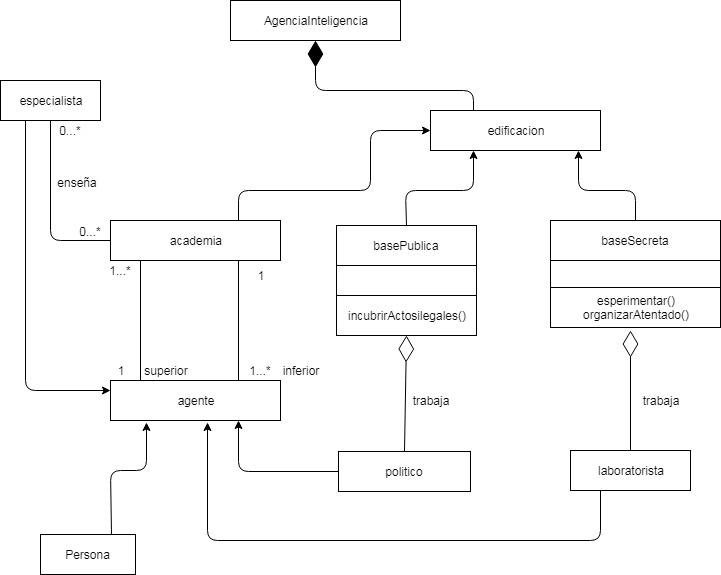 AgenciaInteligencia
especialista
0...*
edificacion
enseña
0...*
academia
basePublica
baseSecreta
1...*
1
incubrirActosilegales()
esperimentar()
organizarAtentado()
1
superior
1...*
inferior
agente
trabaja
trabaja
politico
laboratorista
Persona